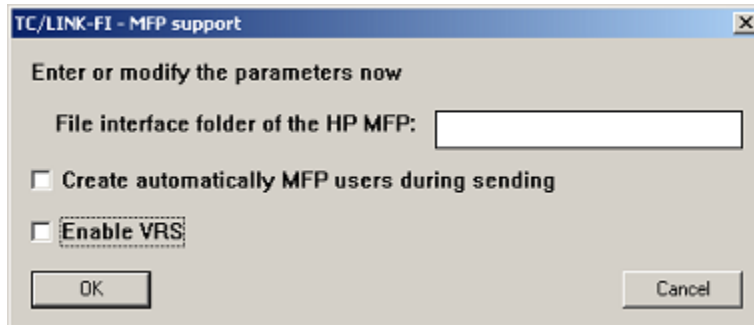 TC/LINK-FI - MFP support
Enter or modify the parameters now
File interface folder of the HP MFP:
Create automatically MFP users during sending
Enable VRS
OK Cancel